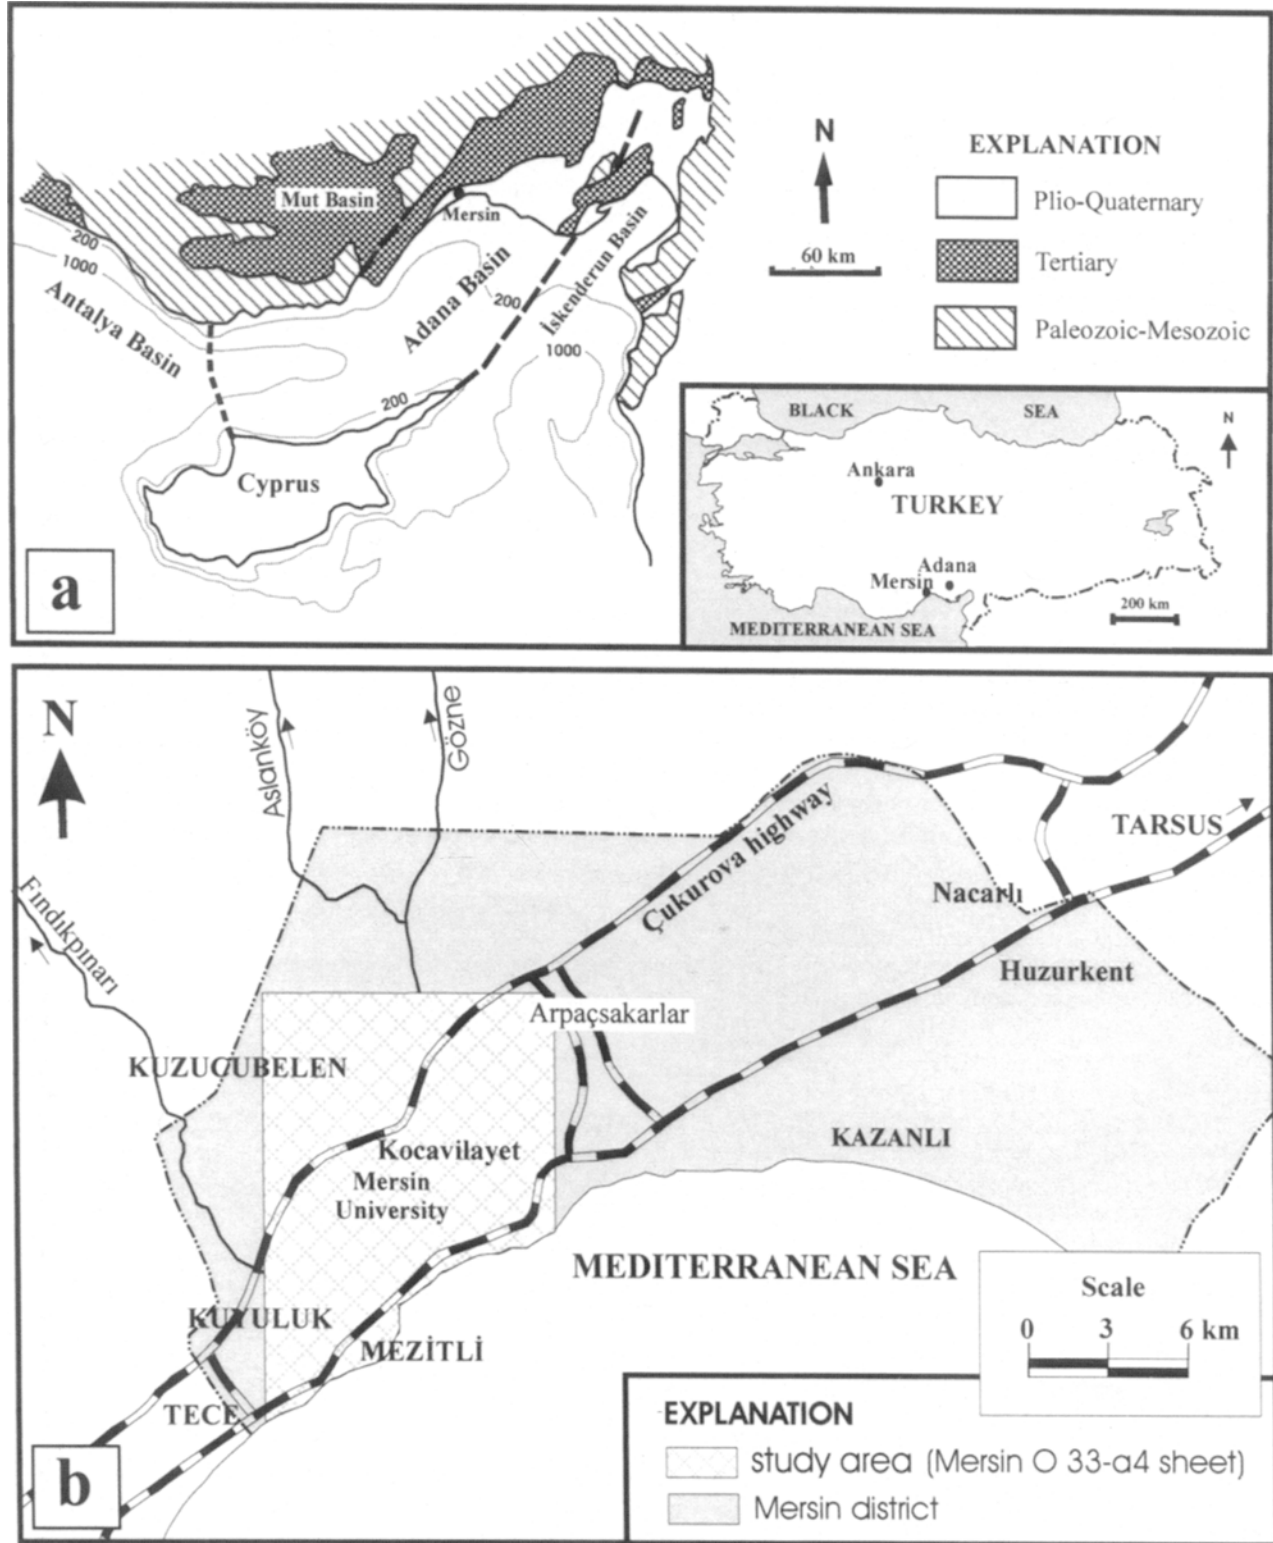 N
EXPLANATION
Plio-Quaternary
60 km
Tertiary
Paleozoic-Mesozoic
Mut Basin
Mersin
200
1000
Antalya Basin
Adana Basin
200
İskenderun Basin
1000
200
Cyprus
a
BLACK SEA
N
Ankara
TURKEY
Adana
Mersin
200 km
MEDITERRANEAN SEA
N
Aslanköy
Gözne
Fındıkpınarı
Çukurova highway
TARSUS
Nacarlı
Huzurkent
Arpaçsakarlar
KUZUCUBELEN
KAZANLI
Kocavilayet
Mersin
University
MEDITERRANEAN SEA
KUYULUK
MEZİTLİ
TECE
Scale
0 3 6 km
b
EXPLANATION
study area (Mersin O 33-a4 sheet)
Mersin district